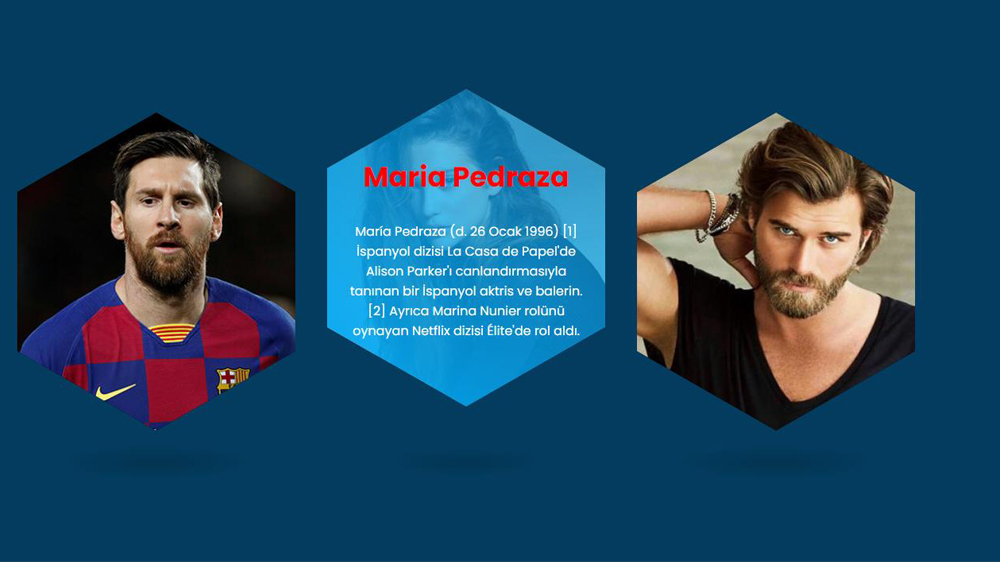 Maria Pedraza
María Pedraza (d. 26 Ocak 1996) [1]
İspanyol dizisi La Casa de Papel'de
Alison Parker'ı canlandırmasıyla
tanınan bir İspanyol aktris ve balerin.
[2] Ayrıca Marina Nunier rolünü
oynayan Netflix dizisi Élite'de rol aldı.